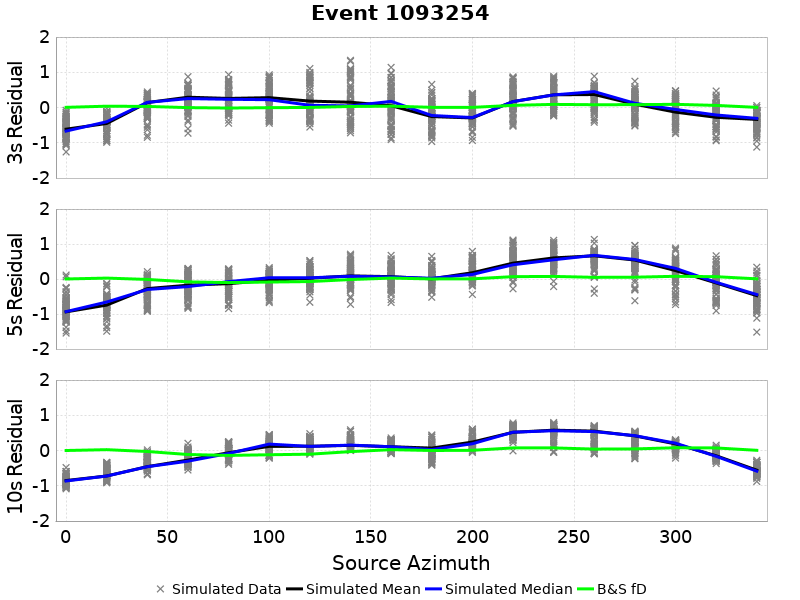 Event 1093254
2
1
0
-1
-2
3s Residual
2
1
0
-1
-2
5s Residual
2
1
0
-1
-2
10s Residual
0 50 100 150 200 250 300
Source Azimuth
Simulated Data Simulated Mean Simulated Median B&S fD